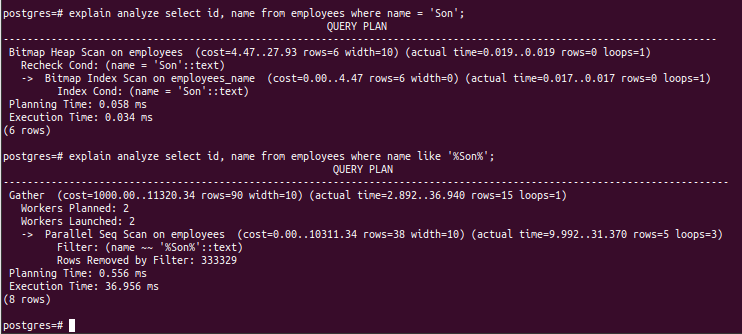 postgres=# explain analyze select id, name from employees where name = 'Son';
QUERY PLAN
-----------------------------------------------------------------------------------------------------------------------
Bitmap Heap Scan on employees  (cost=4.47..27.93 rows=6 width=10) (actual time=0.019..0.019 rows=0 loops=1)
Recheck Cond: (name = 'Son'::text)
->  Bitmap Index Scan on employees_name  (cost=0.00..4.47 rows=6 width=0) (actual time=0.017..0.017 rows=0 loops=1)
Index Cond: (name = 'Son'::text)
Planning Time: 0.058 ms
Execution Time: 0.034 ms
(6 rows)
postgres=# explain analyze select id, name from employees where name like '%Son%';
QUERY PLAN
-------------------------------------------------------------------------------------------------------------------------
Gather  (cost=1000.00..11320.34 rows=90 width=10) (actual time=2.892..36.940 rows=15 loops=1)
Workers Planned: 2
Workers Launched: 2
->  Parallel Seq Scan on employees  (cost=0.00..10311.34 rows=38 width=10) (actual time=9.992..31.370 rows=5 loops=3)
Filter: (name ~~ '%Son%'::text)
Rows Removed by Filter: 333329
Planning Time: 0.556 ms
Execution Time: 36.956 ms
(8 rows)
postgres=#